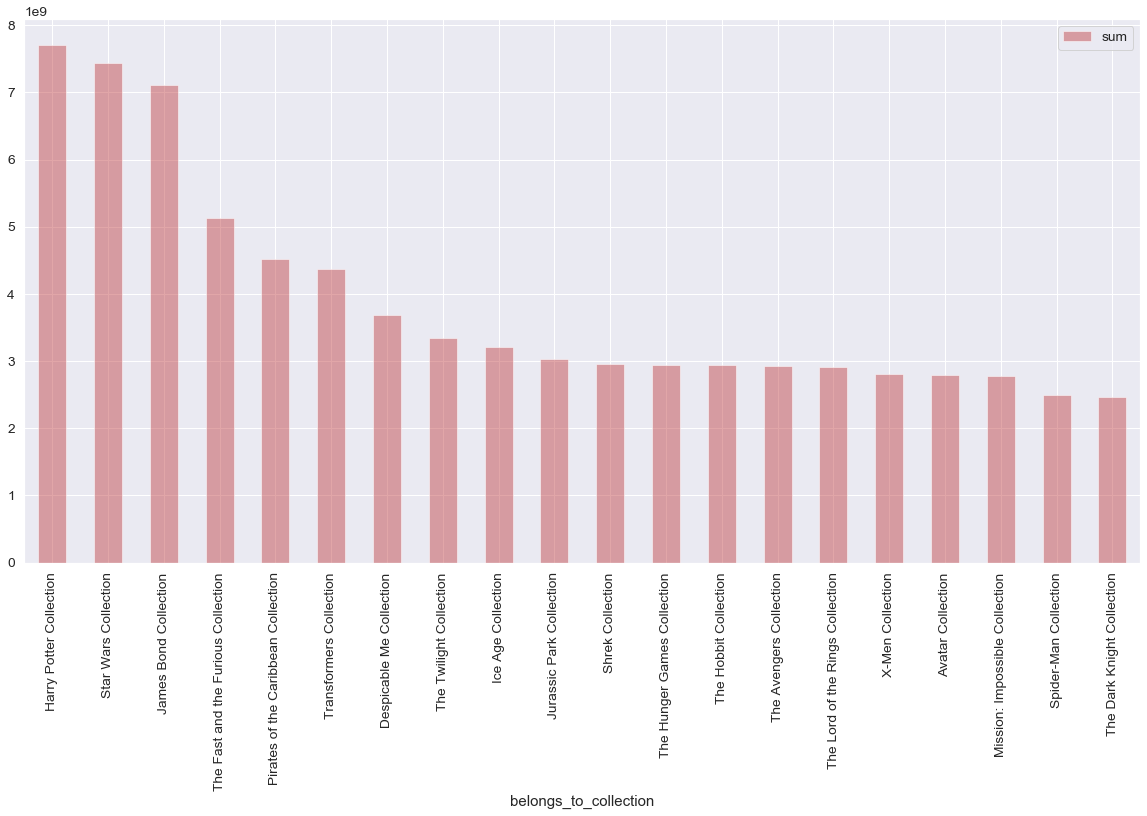 1e9
8
7
6
5
4
3
2
1
0
sum
Harry Potter Collection
Star Wars Collection
James Bond Collection
The Fast and the Furious Collection
Pirates of the Caribbean Collection
Transformers Collection
Despicable Me Collection
The Twilight Collection
Ice Age Collection
Jurassic Park Collection
Shrek Collection
The Hunger Games Collection
The Hobbit Collection
The Avengers Collection
The Lord of the Rings Collection
X-Men Collection
Avatar Collection
Mission: Impossible Collection
Spider-Man Collection
The Dark Knight Collection
belongs_to_collection